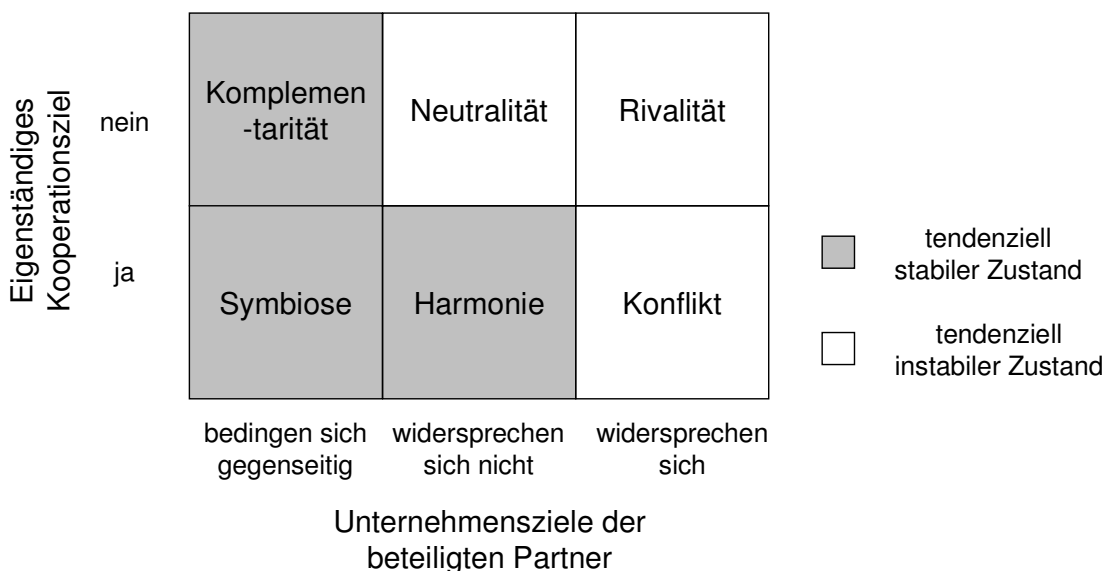 Eigenständiges
Kooperationsziel
nein
ja
Komplemen
-tarität
Neutralität
Rivalität
Symbiose
Harmonie
Konflikt
tendenziell
stabiler Zustand
tendenziell
instabiler Zustand
bedingen sich
gegenseitig
widersprechen
sich nicht
widersprechen
sich
Unternehmensziele der
beteiligten Partner